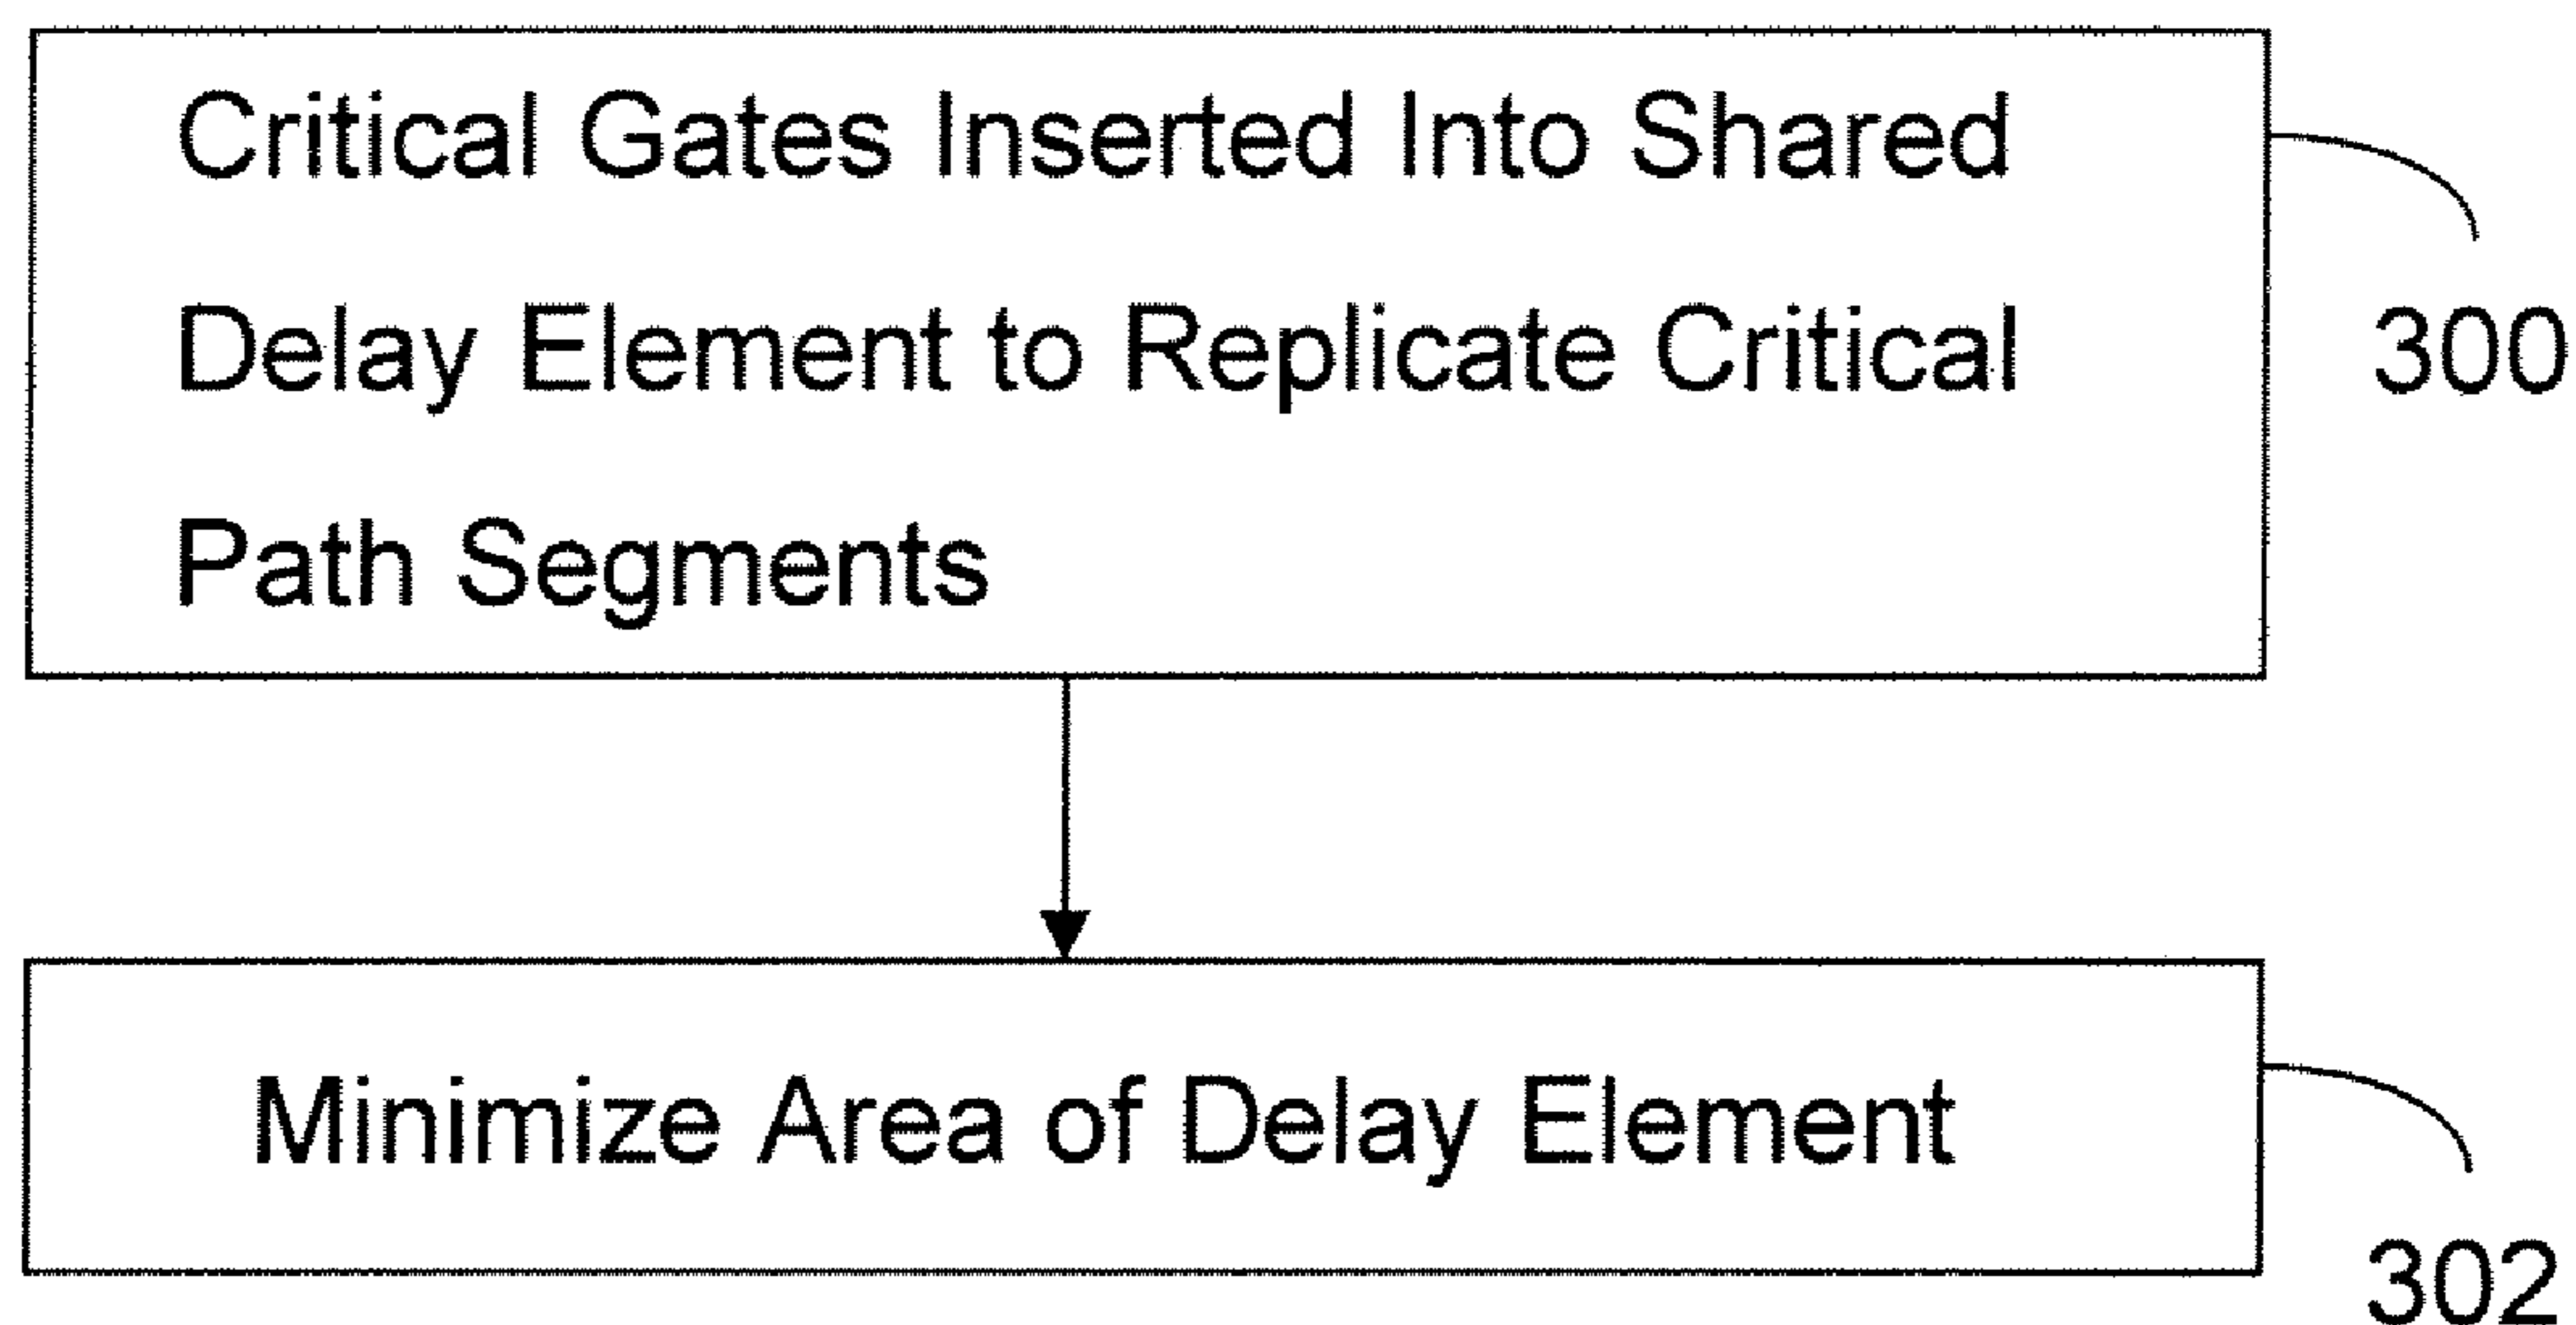 Critical Gates Inserted Into Shared
Delay Element to Replicate Critical
Path Segments
300
Minimize Area of Delay Element
302